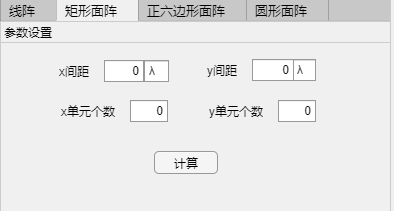 线阵 矩形面阵 正六边形面阵 圆形面阵
参数设置
x间距 0 λ y间距 0 λ
x单元个数 0 y单元个数 0
计算